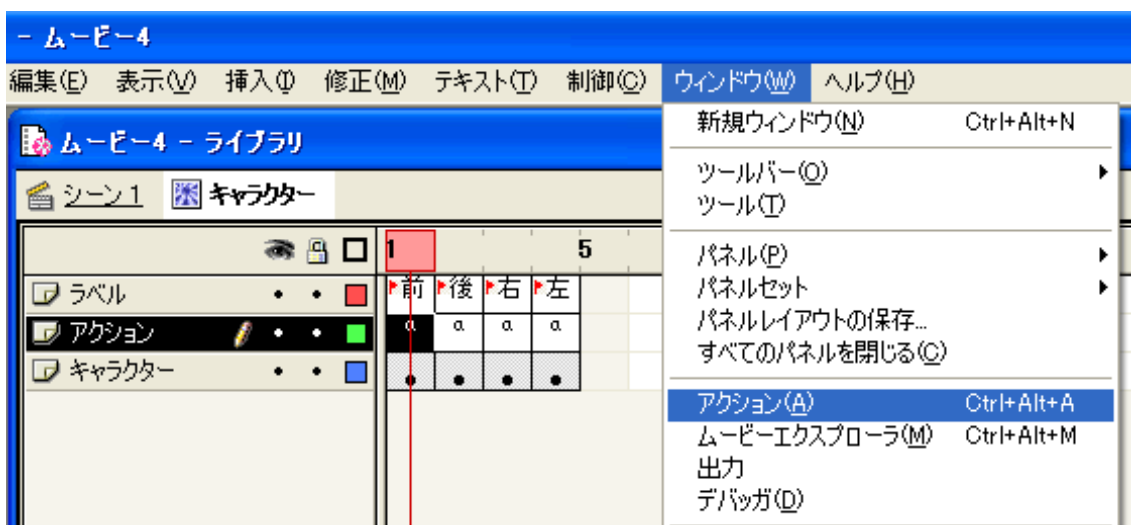 - ムービー4
編集(E) 表示(V) 挿入(I) 修正(M) テキスト(T) 制御(C) ウィンドウ(W) ヘルプ(H)
ムービー4 - ライブラリ
シーン1 キャラクター
1 5
ラベル 前 後 右 左
アクション a a a a
キャラクター
新規ウィンドウ(N) Ctrl+Alt+N
ツールバー(O)
ツール(T)
パネル(P)
パネルセット
パネルレイアウトの保存...
すべてのパネルを閉じる(C)
アクション(A) Ctrl+Alt+A
ムービーエクスプローラ(M) Ctrl+Alt+M
出力
デバッガ(D)